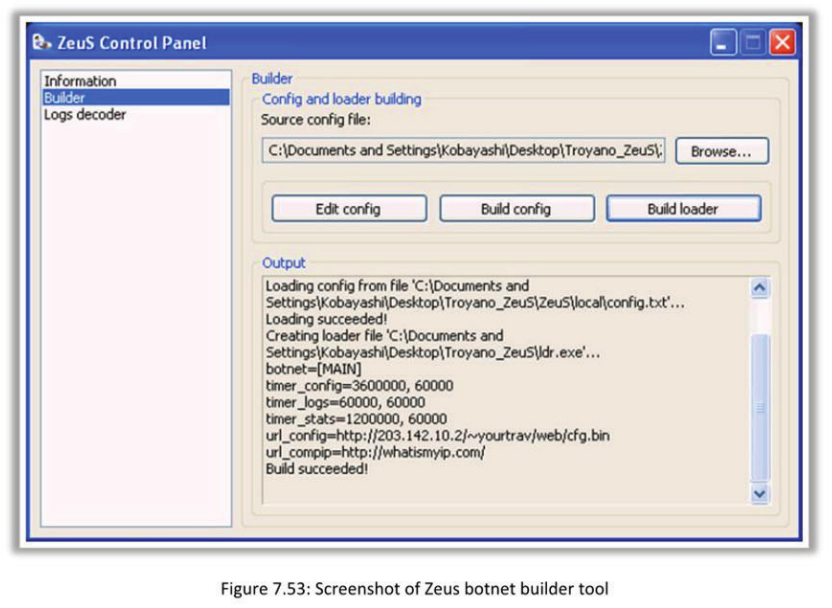 ZeuS Control Panel
Information
Builder
Logs decoder
Builder
Config and loader building
Source config file:
C:\Documents and Settings\Kobayashi\Desktop\Troyano_ZeuS\
Browse...
Edit config
Build config
Build loader
Output
Loading config from file 'C:\Documents and
Settings\Kobayashi\Desktop\Troyano_ZeuS\ZeuS\local\config.txt'...
Loading succeeded!
Creating loader file 'C:\Documents and
Settings\Kobayashi\Desktop\Troyano_ZeuS\ldr.exe'...
botnet=[MAIN]
timer_config=3600000, 60000
timer_logs=60000, 60000
timer_stats=1200000, 60000
url_config=http://203.142.10.2/~yourtrav/web/cfg.bin
url_compip=http://whatismyip.com/
Build succeeded!
Figure 7.53: Screenshot of Zeus botnet builder tool